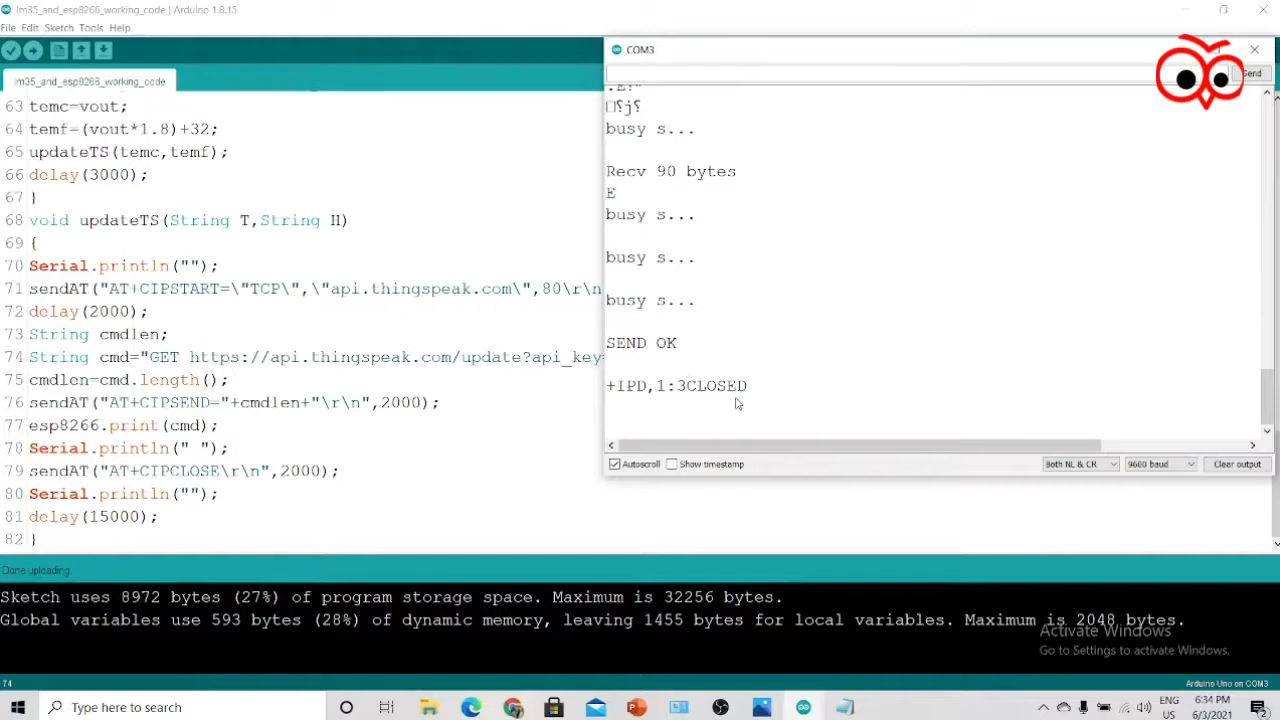 lm35_and_esp8266_working_code | Arduino 1.8.15
File Edit Sketch Tools Help
lm35_and_esp8266_working_code
63 temc=vout;
64 temf=(vout*1.8)+32;
65 updateTS(temc,temf);
66 delay(3000);
67 }
68 void updateTS(String T,String H)
69 {
70 Serial.println("");
71 sendAT("AT+CIPSTART=\"TCP\",\"api.thingspeak.com\",80\r\n
72 delay(2000);
73 String cmdlen;
74 String cmd="GET https://api.thingspeak.com/update?api_key=
75 cmdlen=cmd.length();
76 sendAT("AT+CIPSEND="+cmdlen+"\r\n",2000);
77 esp8266.print(cmd);
78 Serial.println(" ");
79 sendAT("AT+CIPCLOSE\r\n",2000);
80 Serial.println("");
81 delay(15000);
82 }
COM3
Send
□⸮j⸮
busy s...
Recv 90 bytes
E
busy s...
busy s...
busy s...
SEND OK
+IPD,1:3CLOSED
Autoscroll Show timestamp
Both NL & CR
9600 baud
Clear output
Done uploading.
Sketch uses 8972 bytes (27%) of program storage space. Maximum is 32256 bytes.
Global variables use 593 bytes (28%) of dynamic memory, leaving 1455 bytes for local variables. Maximum is 2048 bytes.
Activate Windows
Go to Settings to activate Windows.
74
Arduino Uno on COM3
Type here to search
ENG
US
6:34 PM
6/3/2021